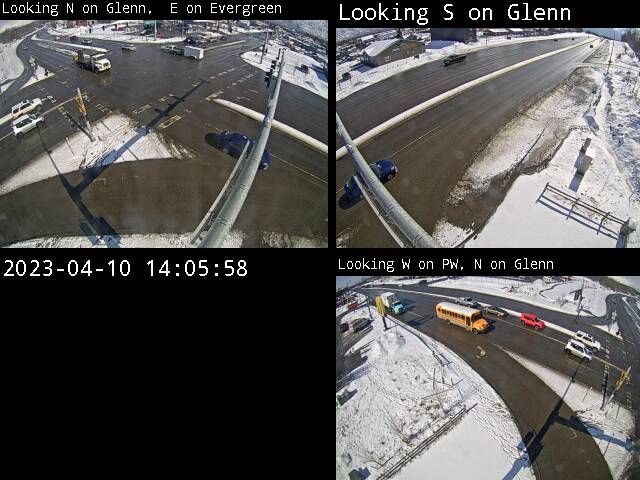 Looking N on Glenn,  E on Evergreen
Looking S on Glenn
2023-04-10 14:05:58
Looking W on PW, N on Glenn